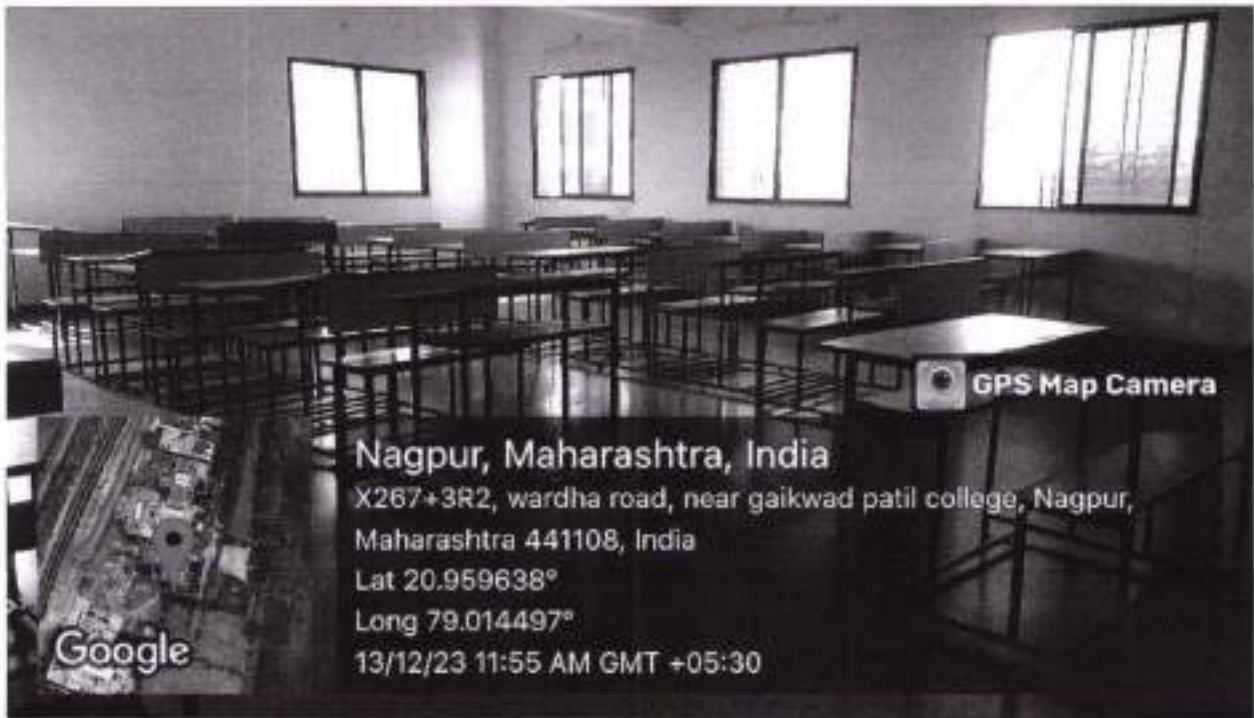 GPS Map Camera
Nagpur, Maharashtra, India
X267+3R2, wardha road, near gaikwad patil college, Nagpur,
Maharashtra 441108, India
Lat 20.959638°
Long 79.014497°
13/12/23 11:55 AM GMT +05:30
Google